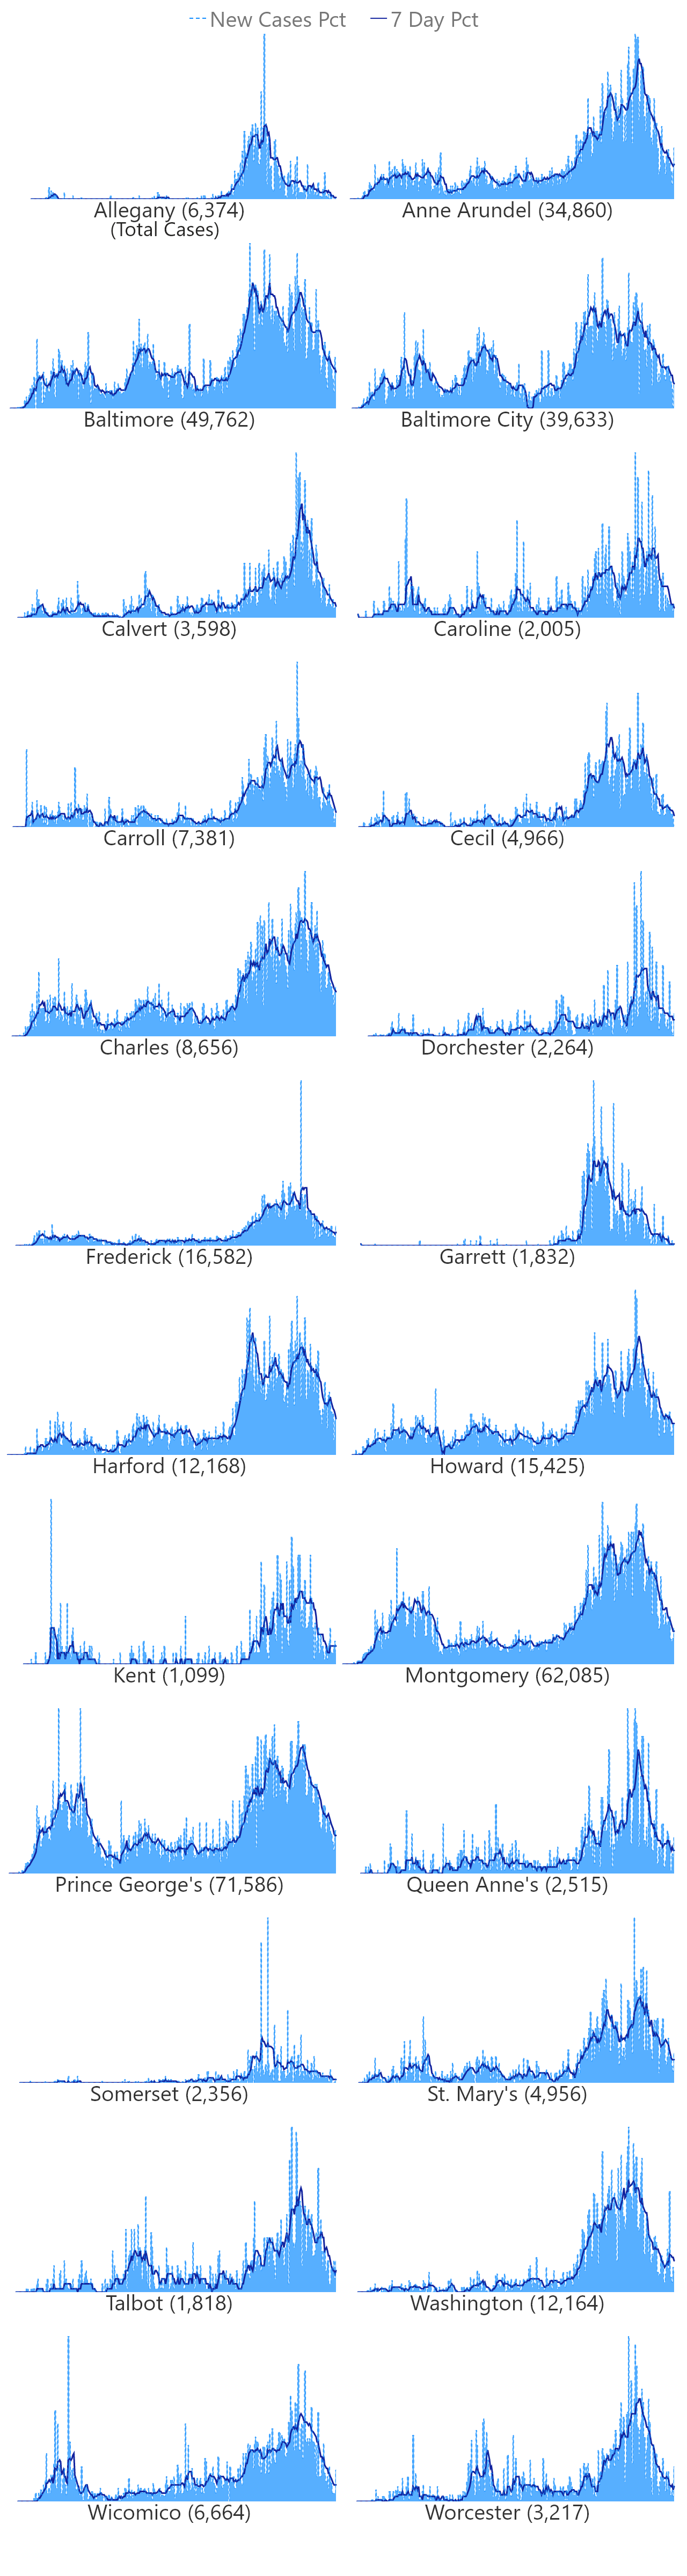 New Cases Pct 7 Day Pct
Allegany (6,374) Anne Arundel (34,860)
(Total Cases)
Baltimore (49,762) Baltimore City (39,633)
Calvert (3,598) Caroline (2,005)
Carroll (7,381) Cecil (4,966)
Charles (8,656) Dorchester (2,264)
Frederick (16,582) Garrett (1,832)
Harford (12,168) Howard (15,425)
Kent (1,099) Montgomery (62,085)
Prince George's (71,586) Queen Anne's (2,515)
Somerset (2,356) St. Mary's (4,956)
Talbot (1,818) Washington (12,164)
Wicomico (6,664) Worcester (3,217)